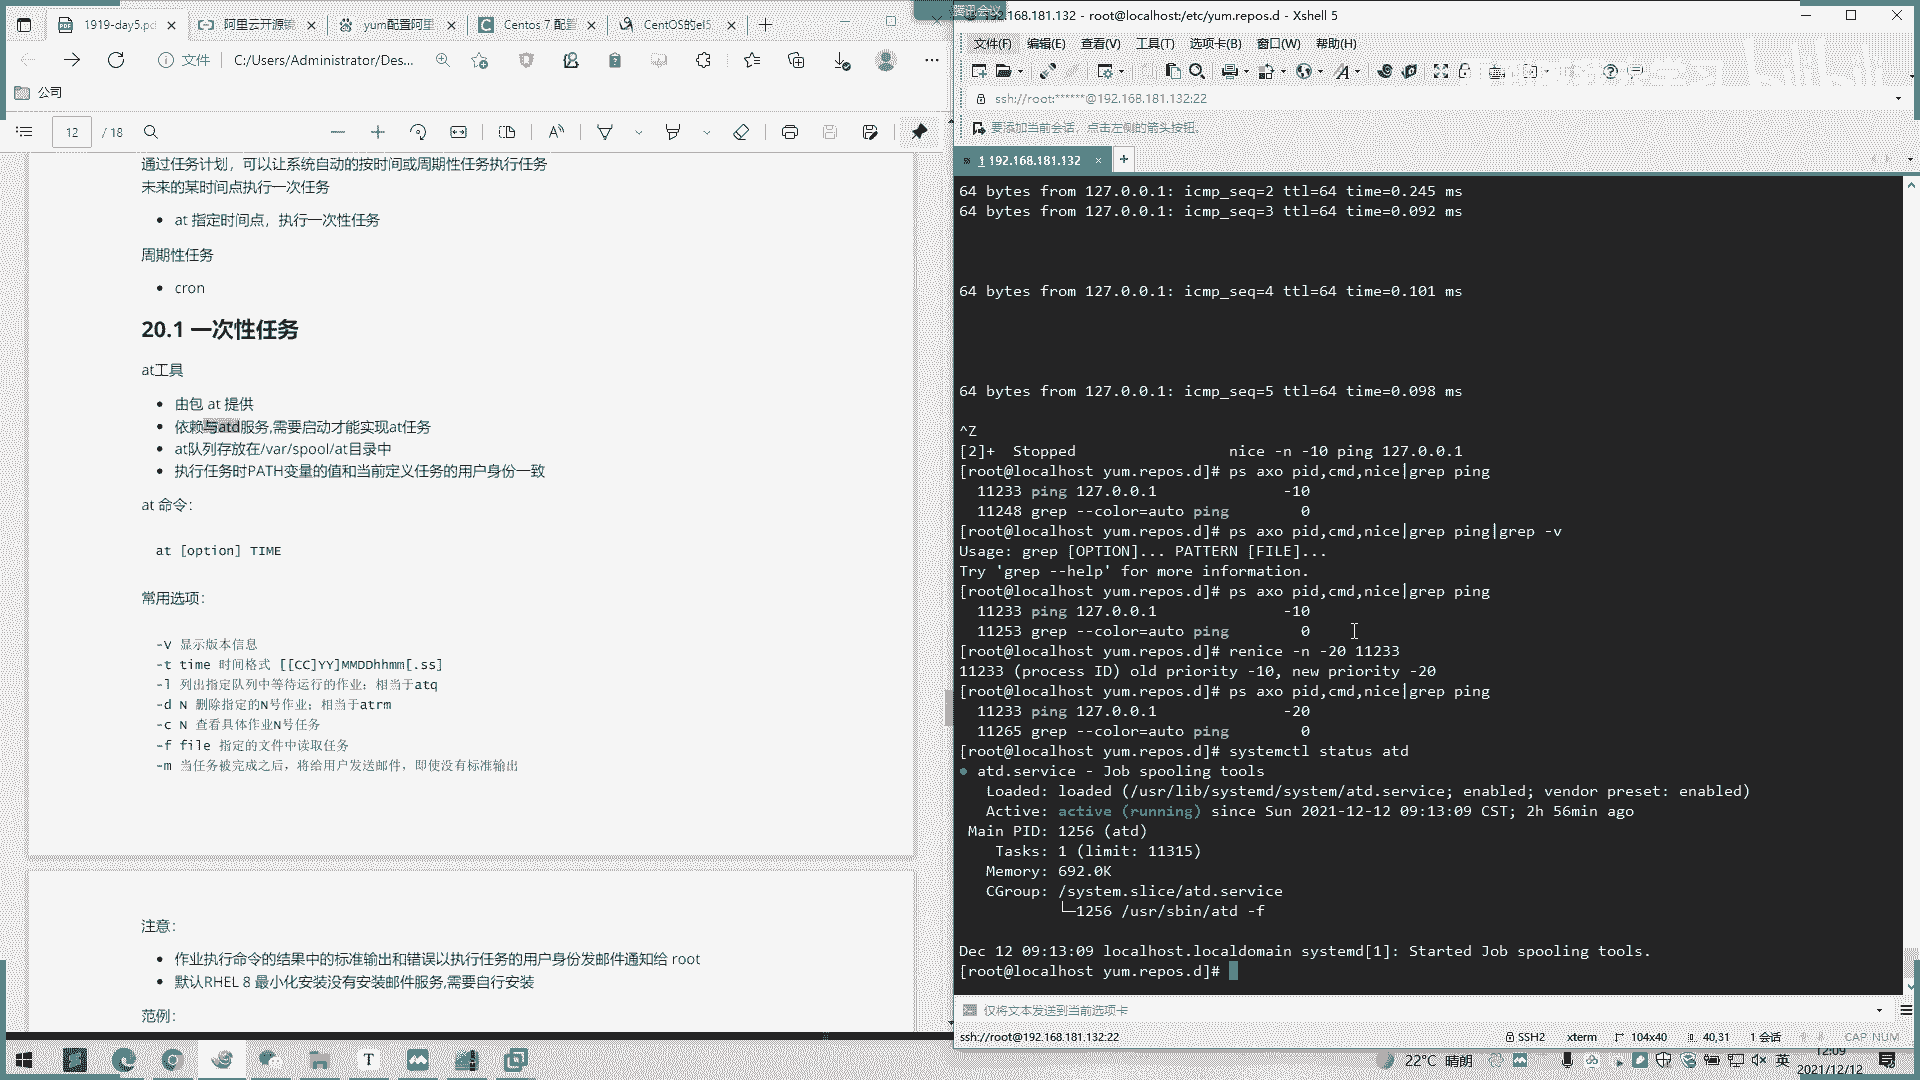 1919-day5.pd
阿里云开源镜
yum配置阿里
Centos 7 配置
CentOS的el5
文件
C:/Users/Administrator/Des...
公司
12 / 18
通过任务计划，可以让系统自动的按时间或周期性任务执行任务
未来的某时间点执行一次任务
• at 指定时间点，执行一次性任务
周期性任务
• cron
20.1 一次性任务
at工具
• 由包 at 提供
• 依赖与atd服务,需要启动才能实现at任务
• at队列存放在/var/spool/at目录中
• 执行任务时PATH变量的值和当前定义任务的用户身份一致
at 命令：
at [option] TIME
常用选项：
-V 显示版本信息
-t time 时间格式 [[CC]YY]MMDDhhmm[.ss]
-l 列出指定队列中等待运行的作业；相当于atq
-d N 删除指定的N号作业；相当于atrm
-c N 查看具体作业N号任务
-f file 指定的文件中读取任务
-m 当任务被完成之后，将给用户发送邮件，即使没有标准输出
注意：
• 作业执行命令的结果中的标准输出和错误以执行任务的用户身份发邮件通知给 root
• 默认RHEL 8 最小化安装没有安装邮件服务,需要自行安装
范例：
腾讯会议
192.168.181.132 - root@localhost:/etc/yum.repos.d - Xshell 5
文件(F) 编辑(E) 查看(V) 工具(T) 选项卡(B) 窗口(W) 帮助(H)
ssh://root:******@192.168.181.132:22
要添加当前会话，点击左侧的箭头按钮。
1 192.168.181.132
64 bytes from 127.0.0.1: icmp_seq=2 ttl=64 time=0.245 ms
64 bytes from 127.0.0.1: icmp_seq=3 ttl=64 time=0.092 ms
64 bytes from 127.0.0.1: icmp_seq=4 ttl=64 time=0.101 ms
64 bytes from 127.0.0.1: icmp_seq=5 ttl=64 time=0.098 ms
^Z
[2]+  Stopped                 nice -n -10 ping 127.0.0.1
[root@localhost yum.repos.d]# ps axo pid,cmd,nice|grep ping
11233 ping 127.0.0.1              -10
11248 grep --color=auto ping        0
[root@localhost yum.repos.d]# ps axo pid,cmd,nice|grep ping|grep -v
Usage: grep [OPTION]... PATTERN [FILE]...
Try 'grep --help' for more information.
[root@localhost yum.repos.d]# ps axo pid,cmd,nice|grep ping
11233 ping 127.0.0.1              -10
11253 grep --color=auto ping        0
[root@localhost yum.repos.d]# renice -n -20 11233
11233 (process ID) old priority -10, new priority -20
[root@localhost yum.repos.d]# ps axo pid,cmd,nice|grep ping
11233 ping 127.0.0.1              -20
11265 grep --color=auto ping        0
[root@localhost yum.repos.d]# systemctl status atd
● atd.service - Job spooling tools
Loaded: loaded (/usr/lib/systemd/system/atd.service; enabled; vendor preset: enabled)
Active: active (running) since Sun 2021-12-12 09:13:09 CST; 2h 56min ago
Main PID: 1256 (atd)
Tasks: 1 (limit: 11315)
Memory: 692.0K
CGroup: /system.slice/atd.service
└─1256 /usr/sbin/atd -f
Dec 12 09:13:09 localhost.localdomain systemd[1]: Started Job spooling tools.
[root@localhost yum.repos.d]#
仅将文本发送到当前选项卡
ssh://root@192.168.181.132:22
SSH2 xterm 104x40 40,31 1 会话 CAP NUM
22°C 晴朗
英
12:09
2021/12/12